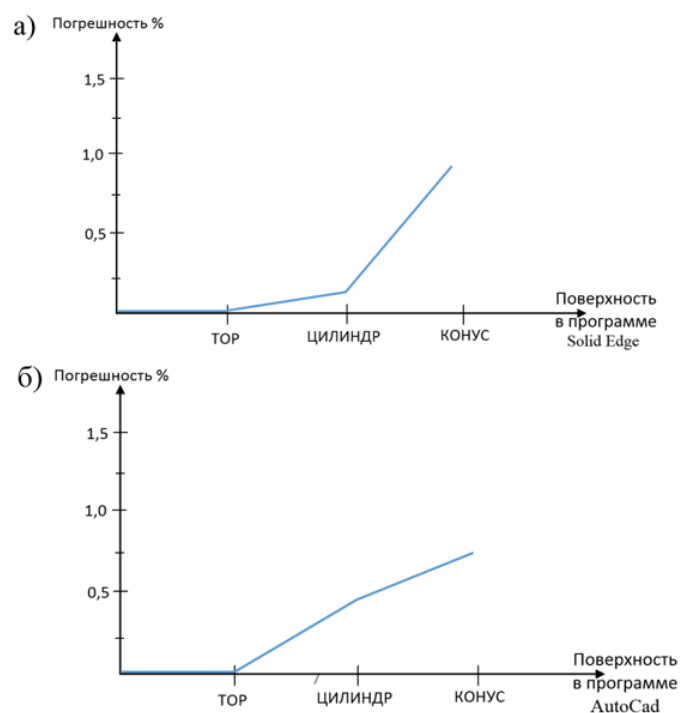 а)
Погрешность %
1,5
1,0
0,5
ТОР
ЦИЛИНДР
КОНУС
Поверхность
в программе
Solid Edge
б)
Погрешность %
1,5
1,0
0,5
ТОР
ЦИЛИНДР
КОНУС
Поверхность
в программе
AutoCad